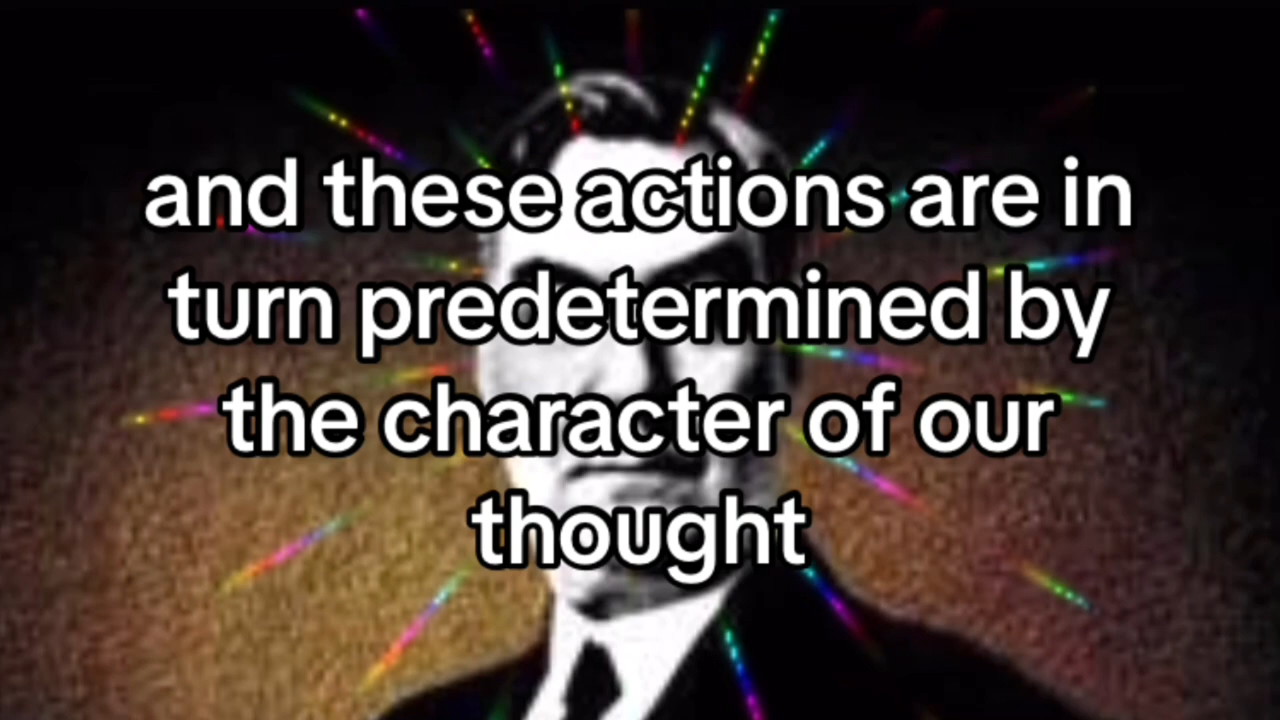 and these actions are in
turn predetermined by
the character of our
thought